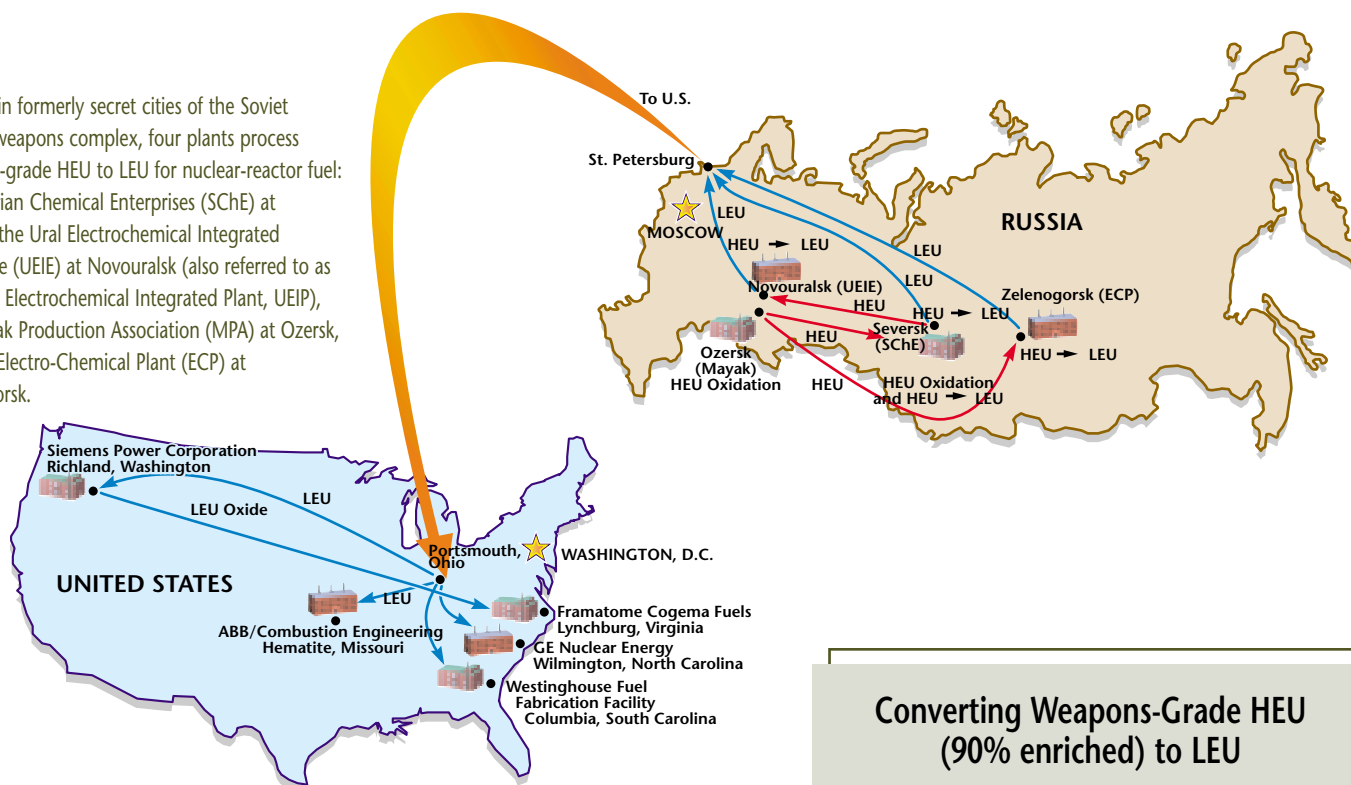 in formerly secret cities of the Soviet
weapons complex, four plants process
-grade HEU to LEU for nuclear-reactor fuel:
rian Chemical Enterprises (SChE) at
the Ural Electrochemical Integrated
e (UEIE) at Novouralsk (also referred to as
Electrochemical Integrated Plant, UEIP),
ak Production Association (MPA) at Ozersk,
Electro-Chemical Plant (ECP) at
orsk.
To U.S.
St. Petersburg
LEU
MOSCOW
RUSSIA
HEU → LEU
LEU
LEU
Novouralsk (UEIE)
Zelenogorsk (ECP)
HEU
HEU → LEU
HEU
Seversk
(SChE)
HEU → LEU
Ozersk
(Mayak)
HEU Oxidation
HEU
HEU Oxidation
and HEU → LEU
Siemens Power Corporation
Richland, Washington
LEU
LEU Oxide
Portsmouth,
Ohio
WASHINGTON, D.C.
UNITED STATES
LEU
ABB/Combustion Engineering
Hematite, Missouri
Framatome Cogema Fuels
Lynchburg, Virginia
GE Nuclear Energy
Wilmington, North Carolina
Westinghouse Fuel
Fabrication Facility
Columbia, South Carolina
Converting Weapons-Grade HEU
(90% enriched) to LEU